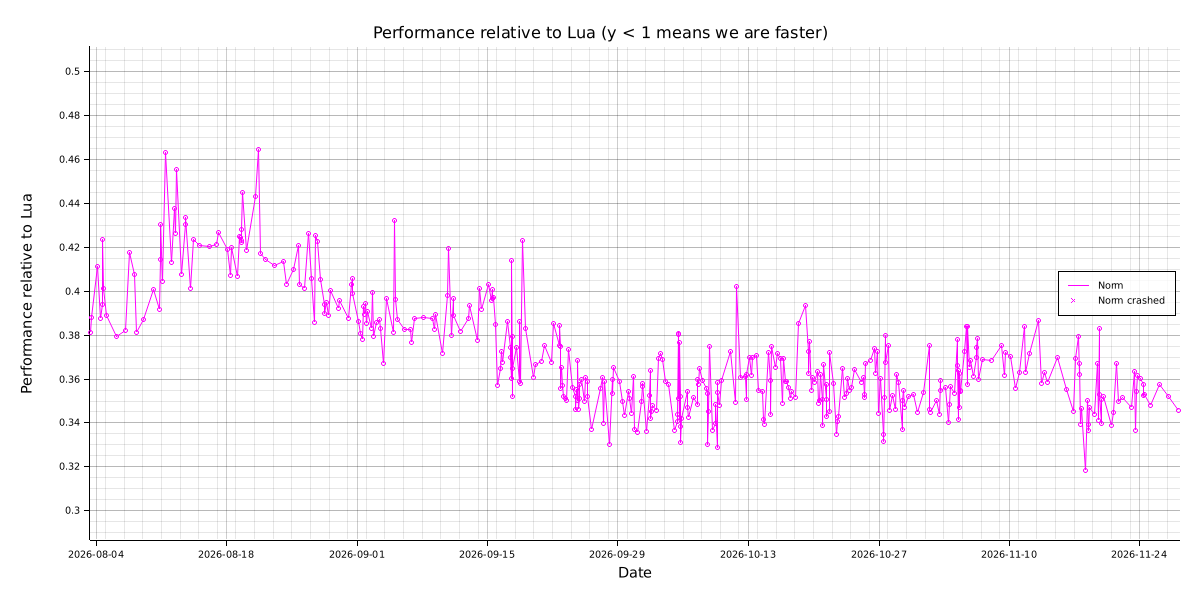 Performance relative to Lua (y < 1 means we are faster)
Performance relative to Lua
0.5
0.48
0.46
0.44
0.42
0.4
0.38
0.36
0.34
0.32
0.3
Norm
Norm crashed
2026-08-04 2026-08-18 2026-09-01 2026-09-15 2026-09-29 2026-10-13 2026-10-27 2026-11-10 2026-11-24
Date